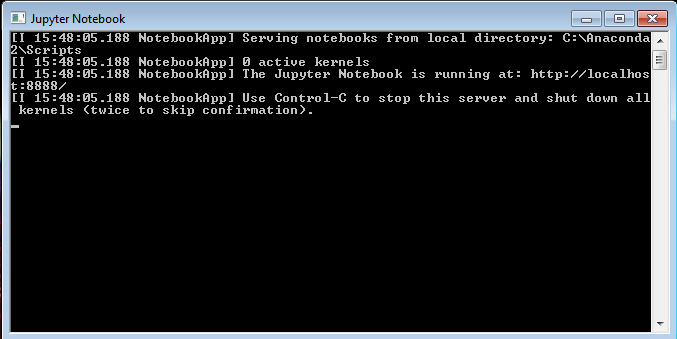 Jupyter Notebook
[I 15:48:05.188 NotebookApp] Serving notebooks from local directory: C:\Anaconda
2\Scripts
[I 15:48:05.188 NotebookApp] 0 active kernels
[I 15:48:05.188 NotebookApp] The Jupyter Notebook is running at: http://localhos
t:8888/
[I 15:48:05.188 NotebookApp] Use Control-C to stop this server and shut down all
 kernels (twice to skip confirmation).